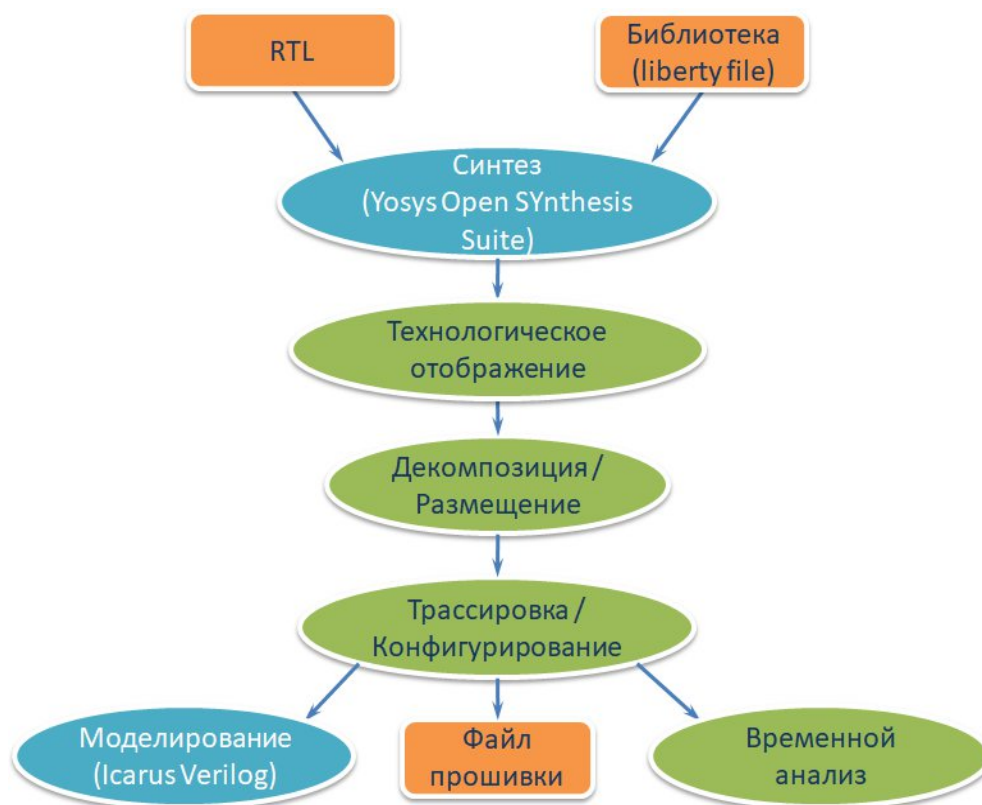 RTL
Библиотека
(liberty file)
Синтез
(Yosys Open SYnthesis
Suite)
Технологическое
отображение
Декомпозиция /
Размещение
Трассировка /
Конфигурирование
Моделирование
(Icarus Verilog)
Файл
прошивки
Временной
анализ